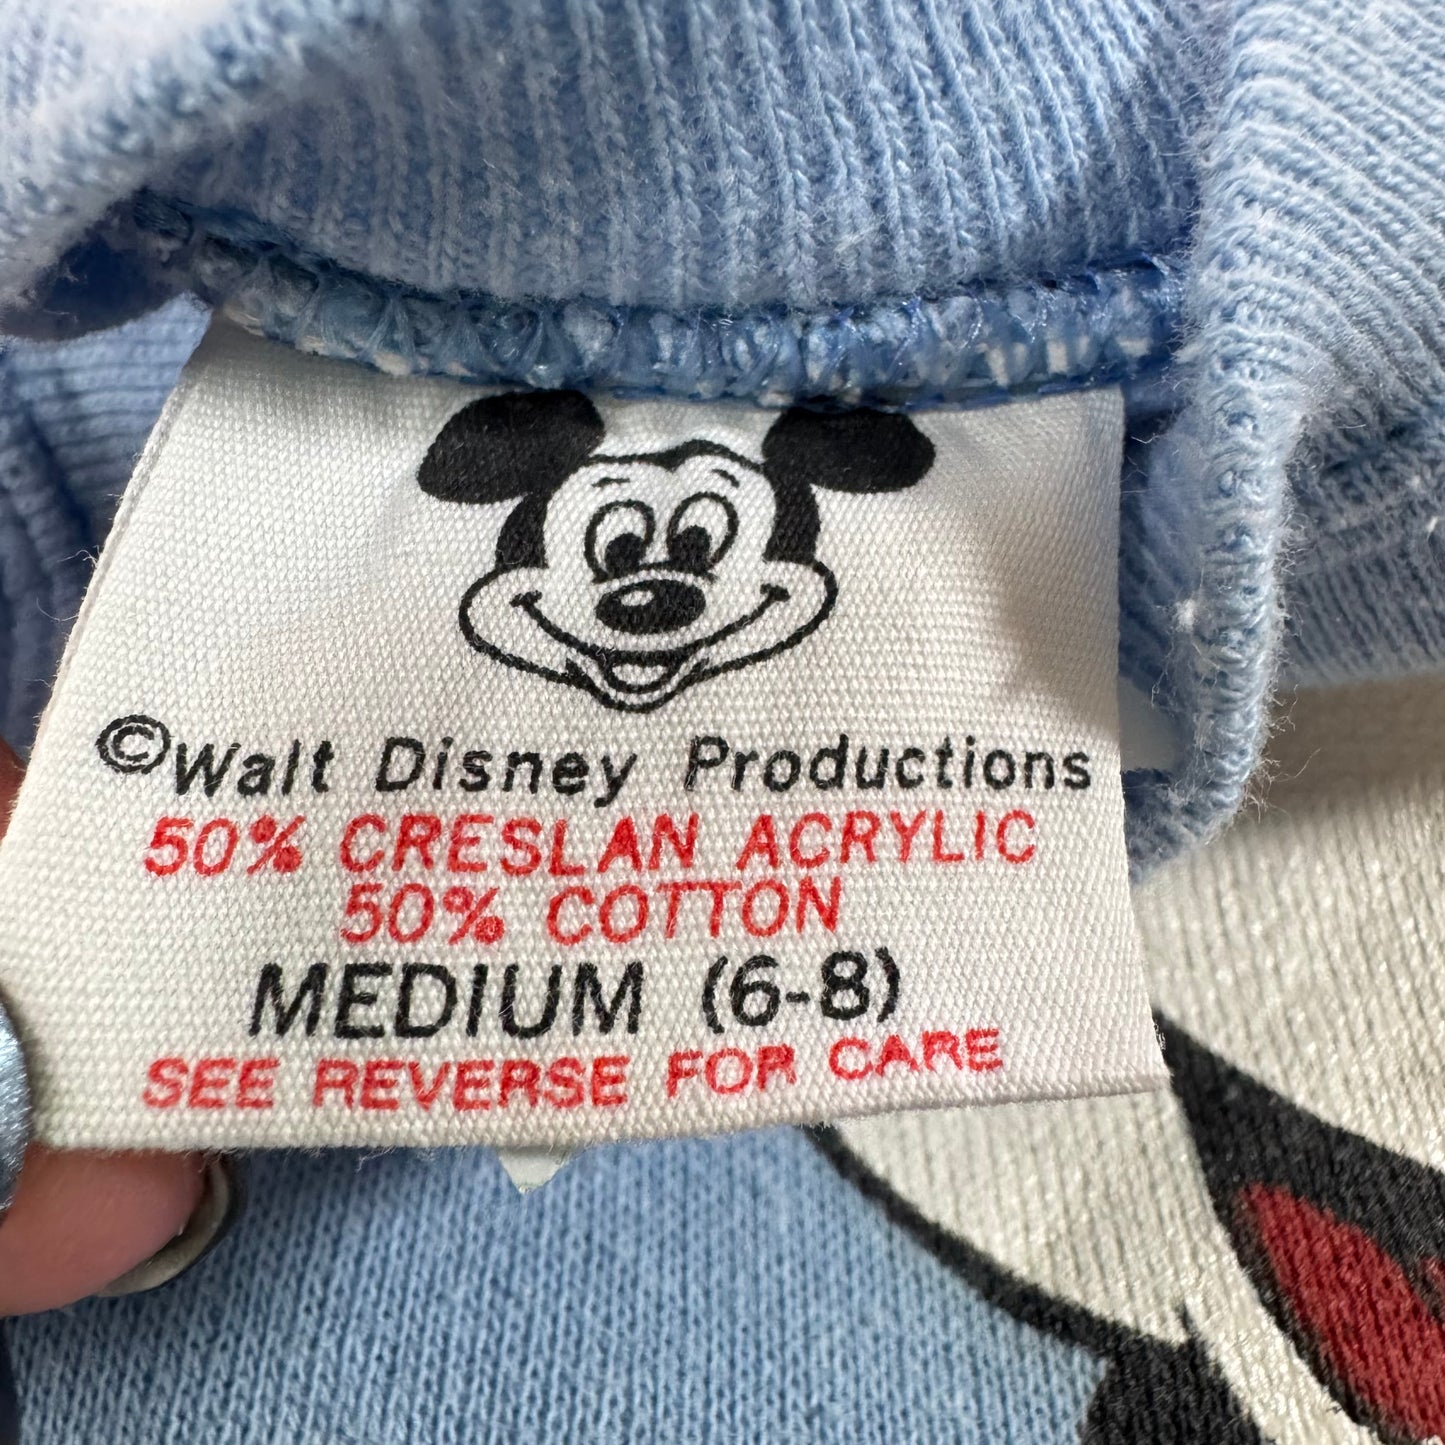 ©Walt Disney Productions
50% CRESLAN ACRYLIC
50% COTTON
MEDIUM (6-8)
SEE REVERSE FOR CARE